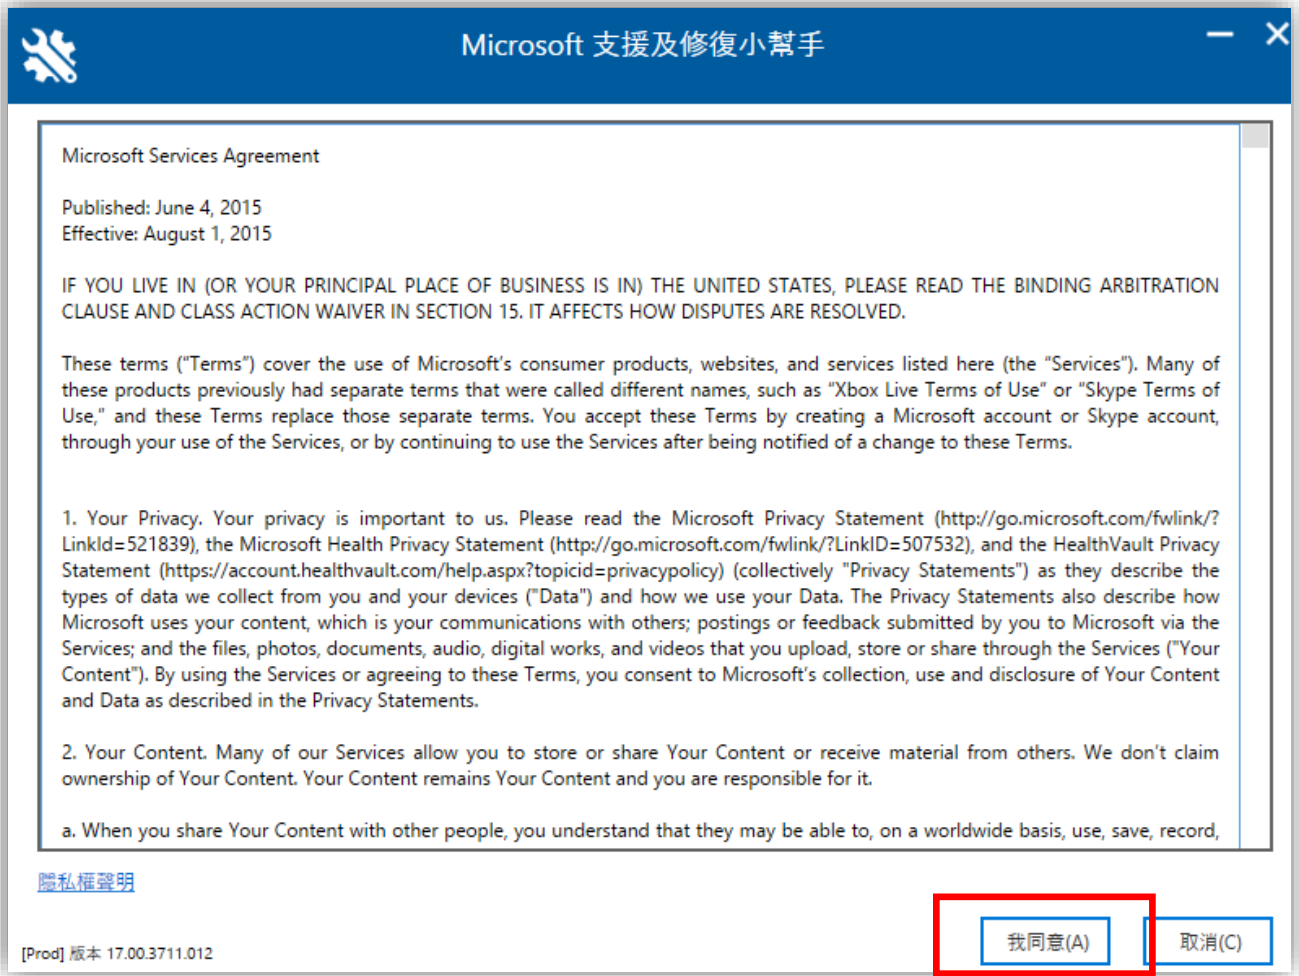 Microsoft 支援及修復小幫手
Microsoft Services Agreement
Published: June 4, 2015
Effective: August 1, 2015
IF YOU LIVE IN (OR YOUR PRINCIPAL PLACE OF BUSINESS IS IN) THE UNITED STATES, PLEASE READ THE BINDING ARBITRATION
CLAUSE AND CLASS ACTION WAIVER IN SECTION 15. IT AFFECTS HOW DISPUTES ARE RESOLVED.
These terms (“Terms”) cover the use of Microsoft’s consumer products, websites, and services listed here (the “Services”). Many of
these products previously had separate terms that were called different names, such as “Xbox Live Terms of Use” or “Skype Terms of
Use,” and these Terms replace those separate terms. You accept these Terms by creating a Microsoft account or Skype account,
through your use of the Services, or by continuing to use the Services after being notified of a change to these Terms.
1. Your Privacy. Your privacy is important to us. Please read the Microsoft Privacy Statement (http://go.microsoft.com/fwlink/?
LinkId=521839), the Microsoft Health Privacy Statement (http://go.microsoft.com/fwlink/?LinkID=507532), and the HealthVault Privacy
Statement (https://account.healthvault.com/help.aspx?topicid=privacypolicy) (collectively "Privacy Statements") as they describe the
types of data we collect from you and your devices ("Data") and how we use your Data. The Privacy Statements also describe how
Microsoft uses your content, which is your communications with others; postings or feedback submitted by you to Microsoft via the
Services; and the files, photos, documents, audio, digital works, and videos that you upload, store or share through the Services ("Your
Content"). By using the Services or agreeing to these Terms, you consent to Microsoft’s collection, use and disclosure of Your Content
and Data as described in the Privacy Statements.
2. Your Content. Many of our Services allow you to store or share Your Content or receive material from others. We don’t claim
ownership of Your Content. Your Content remains Your Content and you are responsible for it.
a. When you share Your Content with other people, you understand that they may be able to, on a worldwide basis, use, save, record,
隱私權聲明
我同意(A)
取消(C)
[Prod] 版本 17.00.3711.012